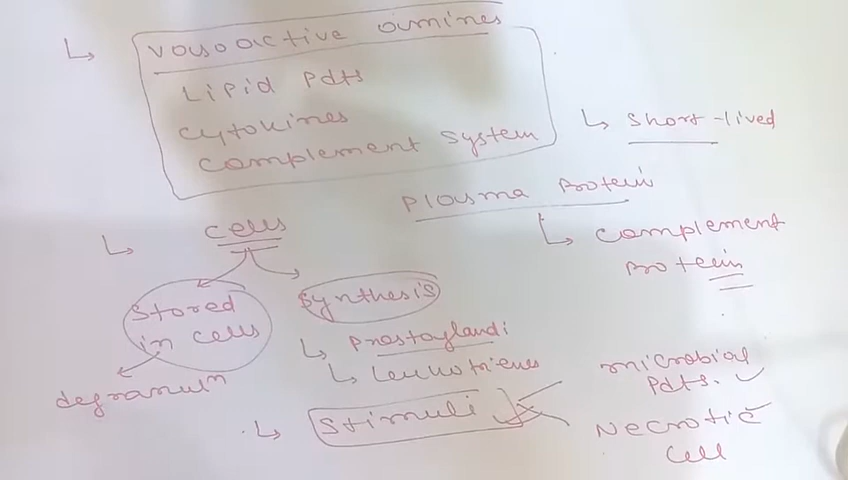 vasoactive amines
Lipid pdts
cytokines
complement system
short-lived
plasma protein
complement
protein
cells
stored
in cells
degranuln
synthesis
Prostaglandi
Leukotrienes
stimuli
microbial
pdts.
Necrotic
cell